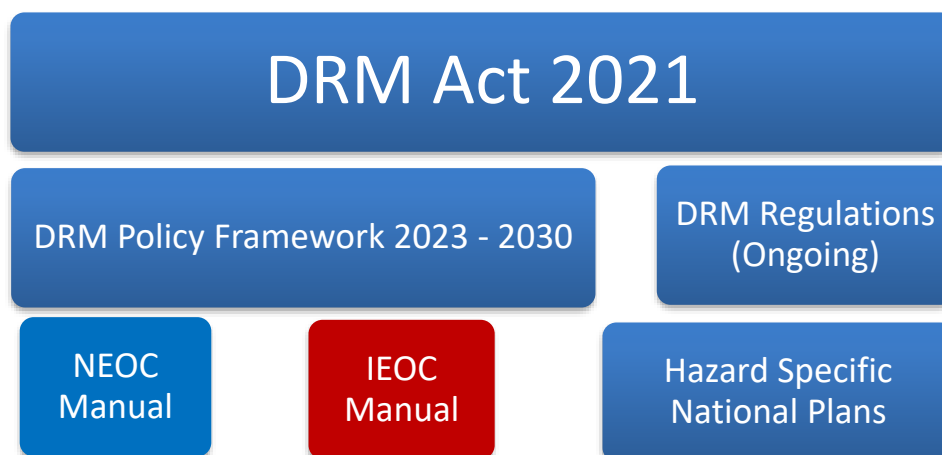 DRM Act 2021
DRM Policy Framework 2023 - 2030
DRM Regulations
(Ongoing)
NEOC
Manual
IEOC
Manual
Hazard Specific
National Plans